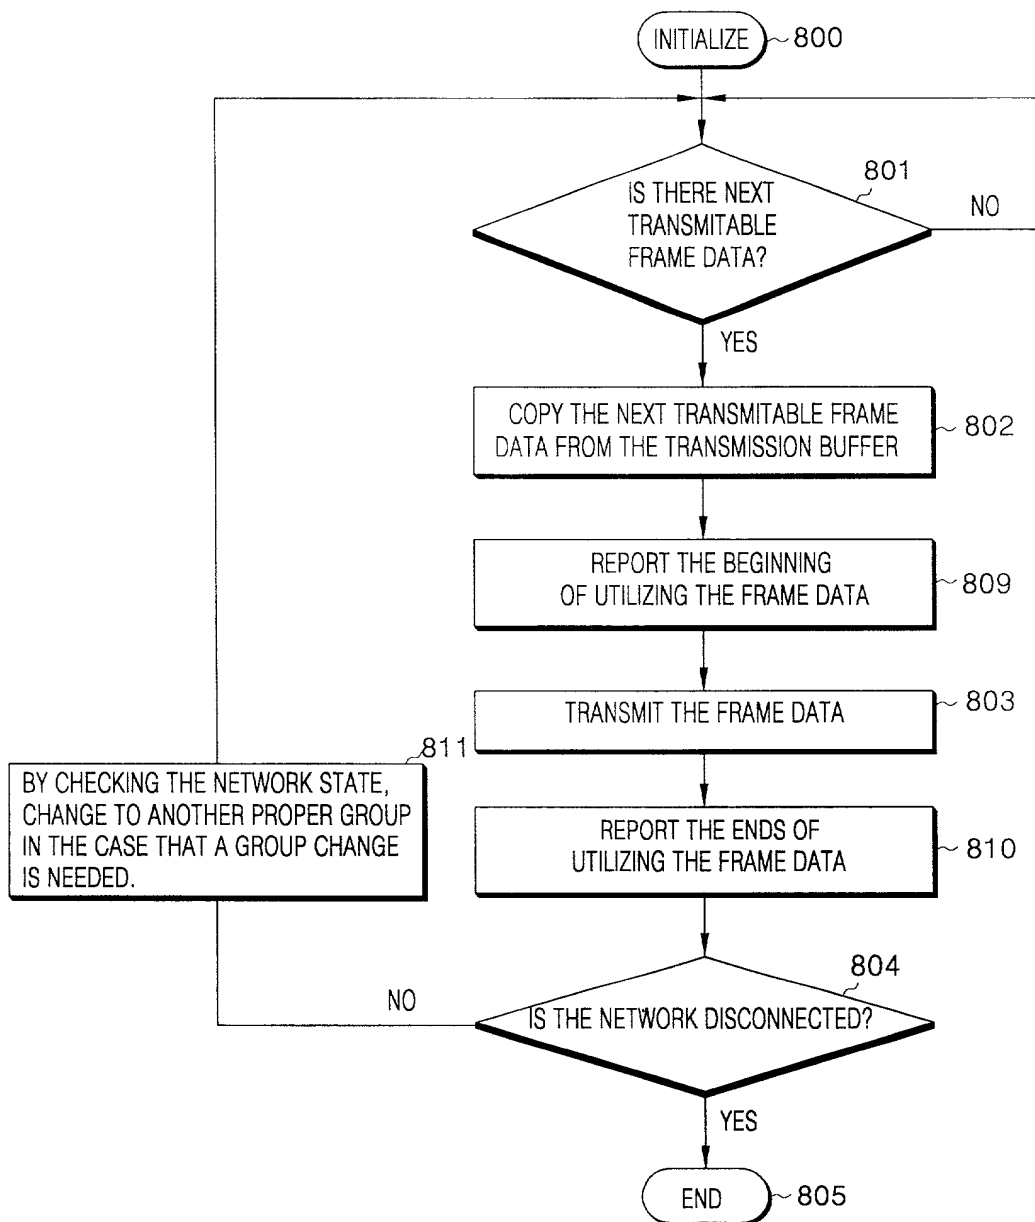 INITIALIZE
800
IS THERE NEXT
TRANSMITABLE
FRAME DATA?
801
NO
YES
COPY THE NEXT TRANSMITABLE FRAME
DATA FROM THE TRANSMISSION BUFFER
802
REPORT THE BEGINNING
OF UTILIZING THE FRAME DATA
809
TRANSMIT THE FRAME DATA
803
811
BY CHECKING THE NETWORK STATE,
CHANGE TO ANOTHER PROPER GROUP
IN THE CASE THAT A GROUP CHANGE
IS NEEDED.
REPORT THE ENDS OF
UTILIZING THE FRAME DATA
810
804
NO
IS THE NETWORK DISCONNECTED?
YES
END
805